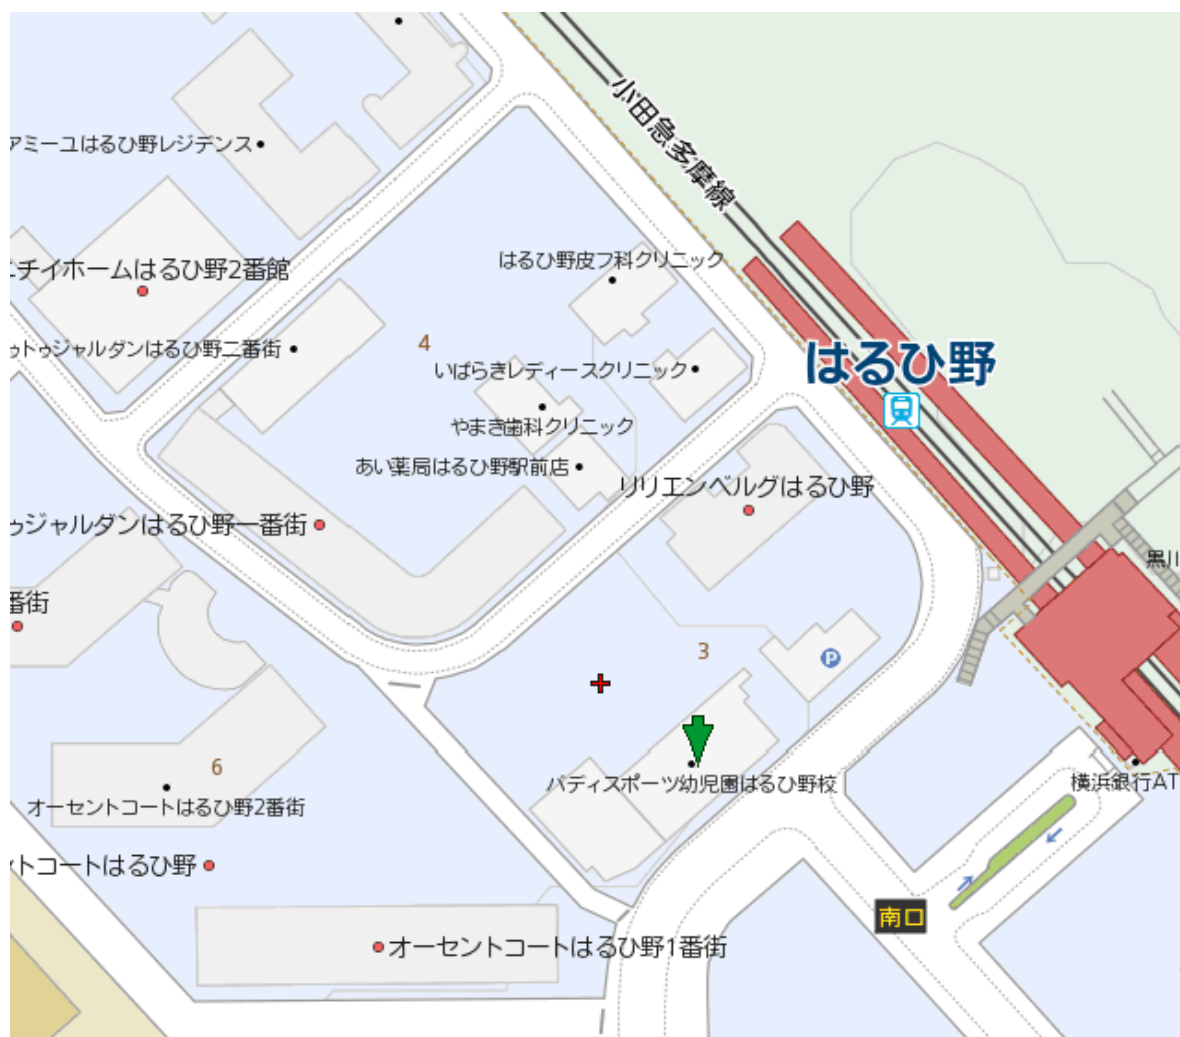 小田急多摩線
アミーユはるひ野レジデンス
はるひ野皮フ科クリニック
ニチイホームはるひ野2番館
4
ゥトゥジャルダンはるひ野二番街
はるひ野
いばらきレディースクリニック
やまき歯科クリニック
あい薬局はるひ野駅前店
リリエンベルグはるひ野
ゥジャルダンはるひ野一番街
黒川
番街
3
P
6
バディスポーツ幼児園はるひ野校
横浜銀行AT
オーセントコートはるひ野2番街
ントコートはるひ野
南口
オーセントコートはるひ野1番街